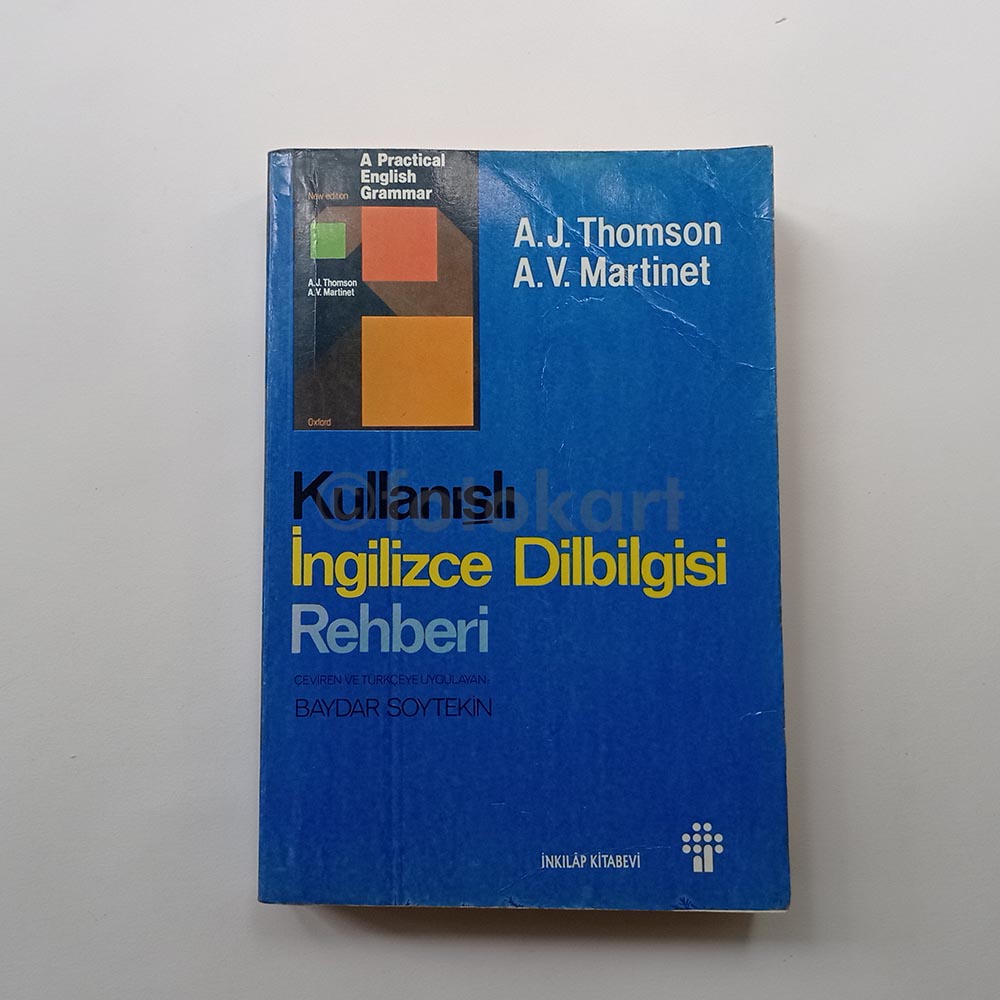 A Practical
English
Grammar
New edition
A.J. Thomson
A.V. Martinet
Oxford
A.J. Thomson
A.V. Martinet
Kullanışlı
İngilizce Dilbilgisi
Rehberi
ÇEVİREN VE TÜRKÇEYE UYGULAYAN:
BAYDAR SOYTEKİN
İNKILÂP KİTABEVİ
@fotokart